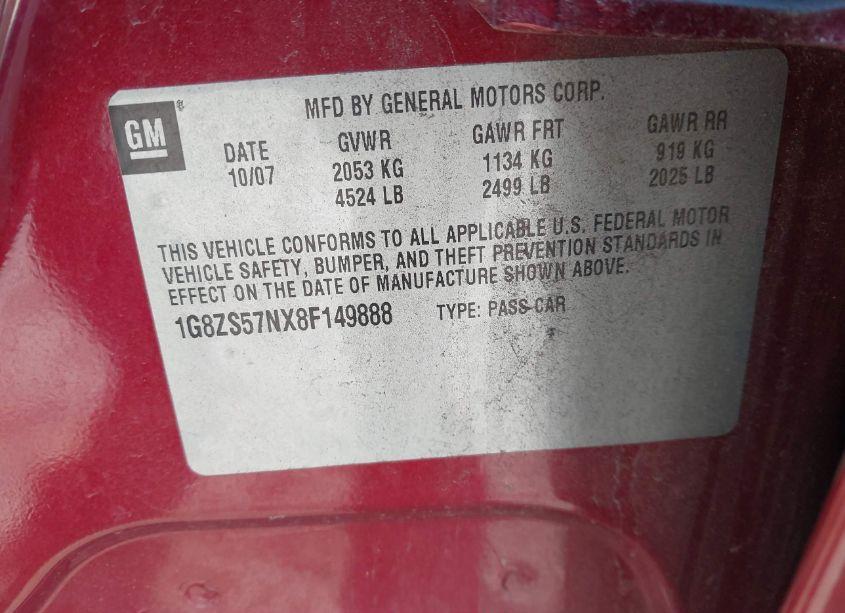 GM®
MFD BY GENERAL MOTORS CORP.
DATE GVWR GAWR FRT GAWR RR
10/07 2053 KG 1134 KG 919 KG
4524 LB 2499 LB 2025 LB
THIS VEHICLE CONFORMS TO ALL APPLICABLE U.S. FEDERAL MOTOR
VEHICLE SAFETY, BUMPER, AND THEFT PREVENTION STANDARDS IN
EFFECT ON THE DATE OF MANUFACTURE SHOWN ABOVE.
1G8ZS57NX8F149888 TYPE: PASS CAR